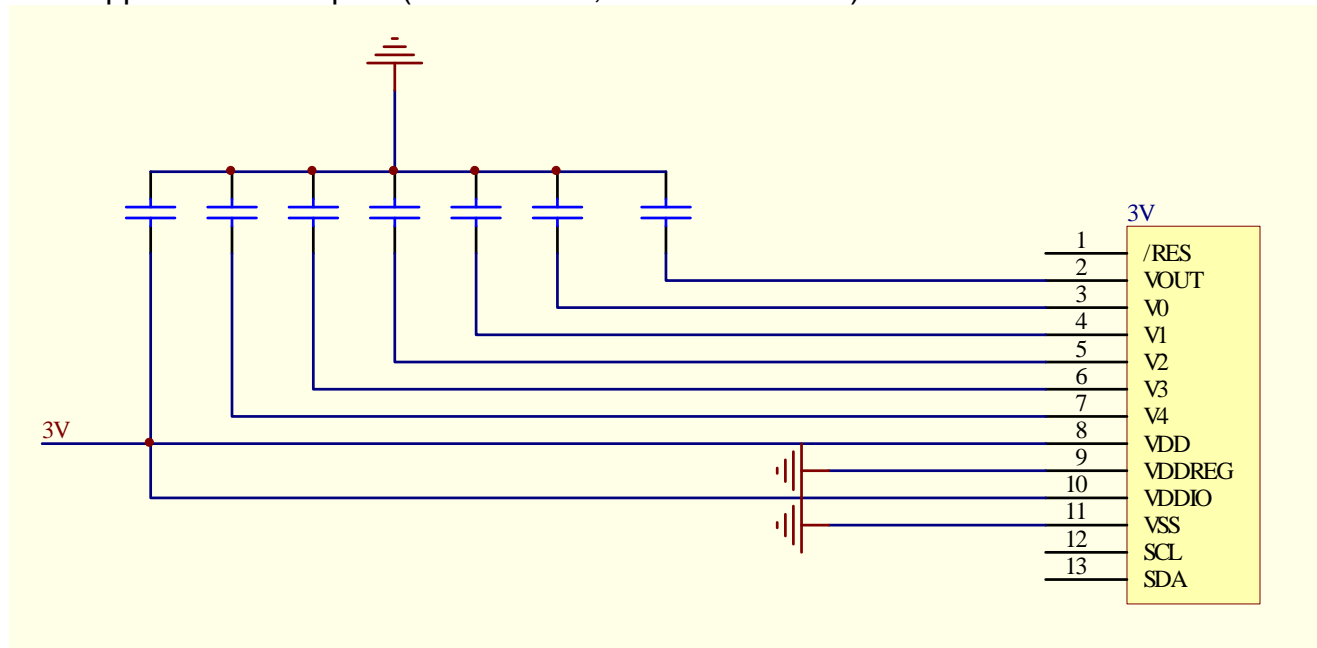 3V
1 /RES
2 VOUT
3 V0
4 V1
5 V2
6 V3
7 V4
3V
8 VDD
9 VDDREG
10 VDDIO
11 VSS
12 SCL
13 SDA